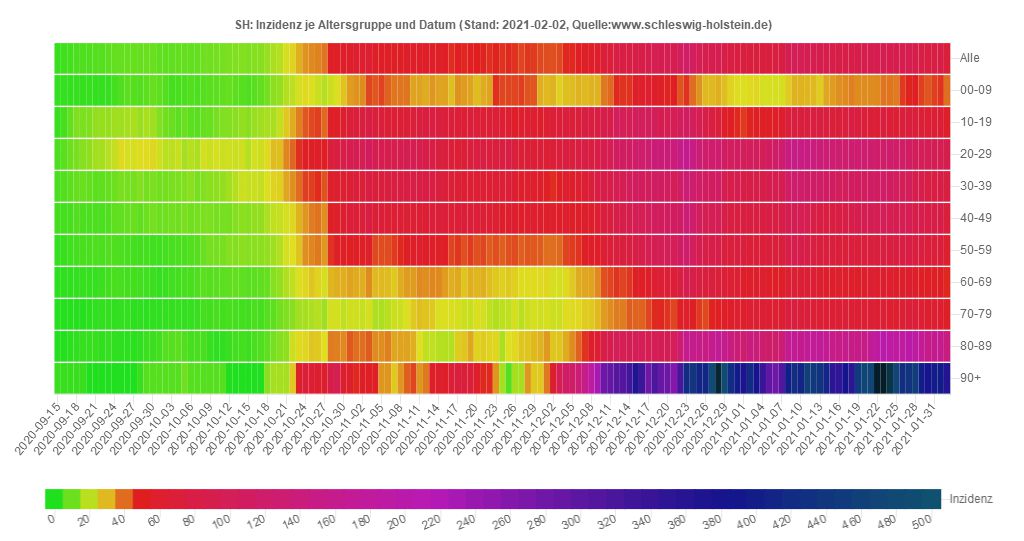 SH: Inzidenz je Altersgruppe und Datum (Stand: 2021-02-02, Quelle:www.schleswig-holstein.de)
Alle
00-09
10-19
20-29
30-39
40-49
50-59
60-69
70-79
80-89
90+
2020-09-15 2020-09-18 2020-09-21 2020-09-24 2020-09-27 2020-09-30 2020-10-03 2020-10-06 2020-10-09 2020-10-12 2020-10-15 2020-10-18 2020-10-21 2020-10-24 2020-10-27 2020-10-30 2020-11-02 2020-11-05 2020-11-08 2020-11-11 2020-11-14 2020-11-17 2020-11-20 2020-11-23 2020-11-26 2020-11-29 2020-12-02 2020-12-05 2020-12-08 2020-12-11 2020-12-14 2020-12-17 2020-12-20 2020-12-23 2020-12-26 2020-12-29 2021-01-01 2021-01-04 2021-01-07 2021-01-10 2021-01-13 2021-01-16 2021-01-19 2021-01-22 2021-01-25 2021-01-28 2021-01-31
Inzidenz
0 20 40 60 80 100 120 140 160 180 200 220 240 260 280 300 320 340 360 380 400 420 440 460 480 500